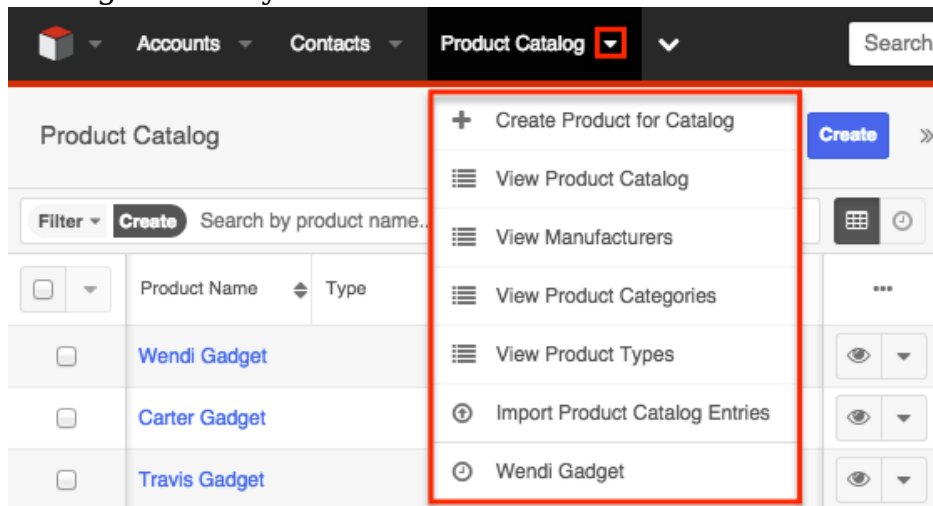 Accounts Contacts Product Catalog Search
Product Catalog
Create
Create Product for Catalog
View Product Catalog
View Manufacturers
View Product Categories
View Product Types
Import Product Catalog Entries
Wendi Gadget
Filter Create Search by product name..
Product Name Type
Wendi Gadget
Carter Gadget
Travis Gadget